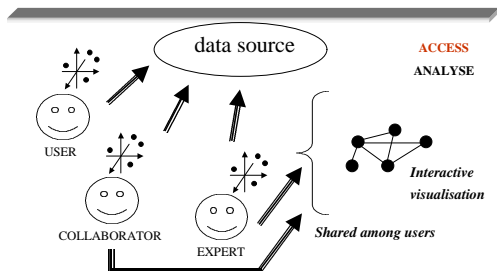 data source
ACCESS
ANALYSE
USER
COLLABORATOR
EXPERT
Interactive
visualisation
Shared among users